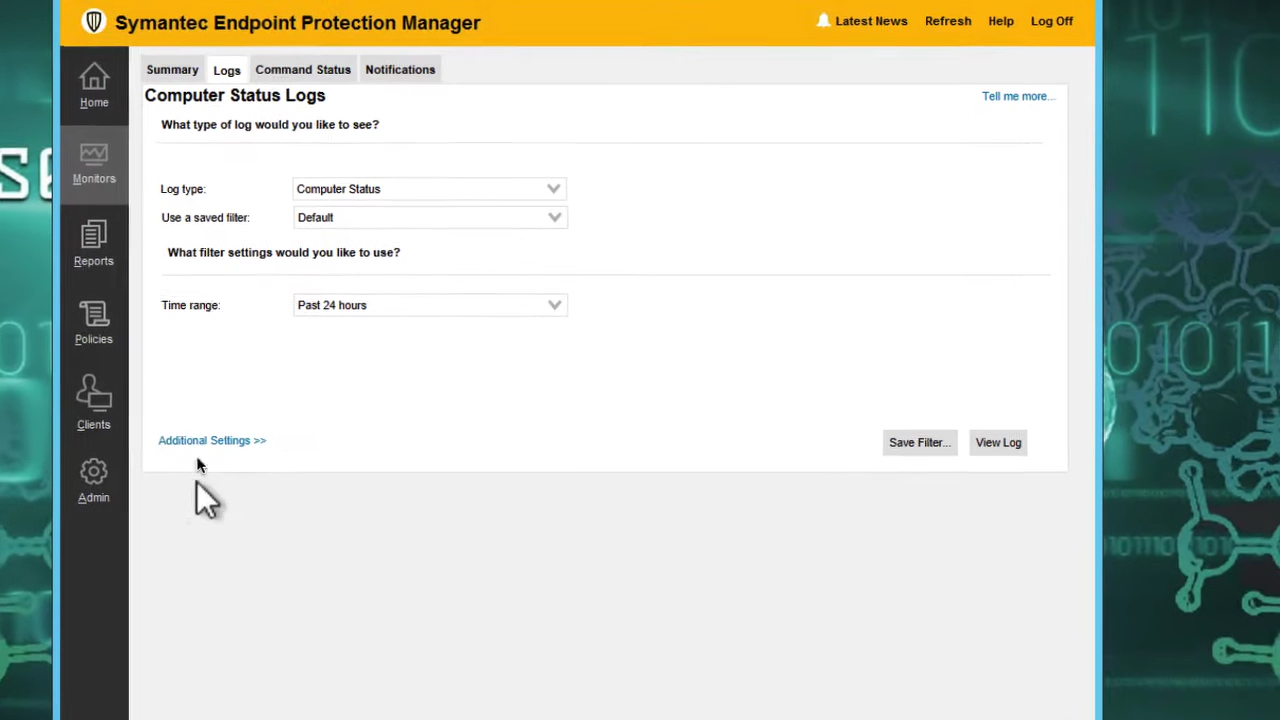 Symantec Endpoint Protection Manager
Latest News Refresh Help Log Off
Home
Monitors
Reports
Policies
Clients
Admin
Summary Logs Command Status Notifications
Computer Status Logs
Tell me more...
What type of log would you like to see?
Log type: Computer Status
Use a saved filter: Default
What filter settings would you like to use?
Time range: Past 24 hours
Additional Settings >>
Save Filter... View Log